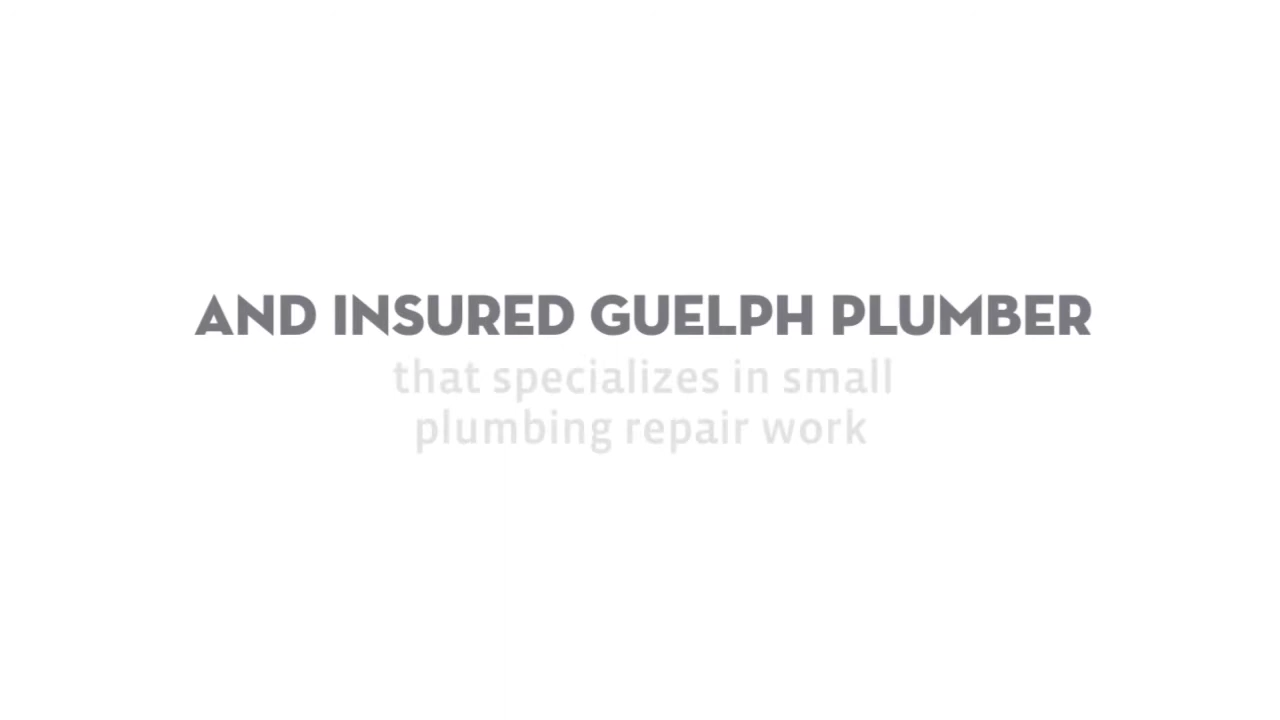 AND INSURED GUELPH PLUMBER
that specializes in small
plumbing repair work